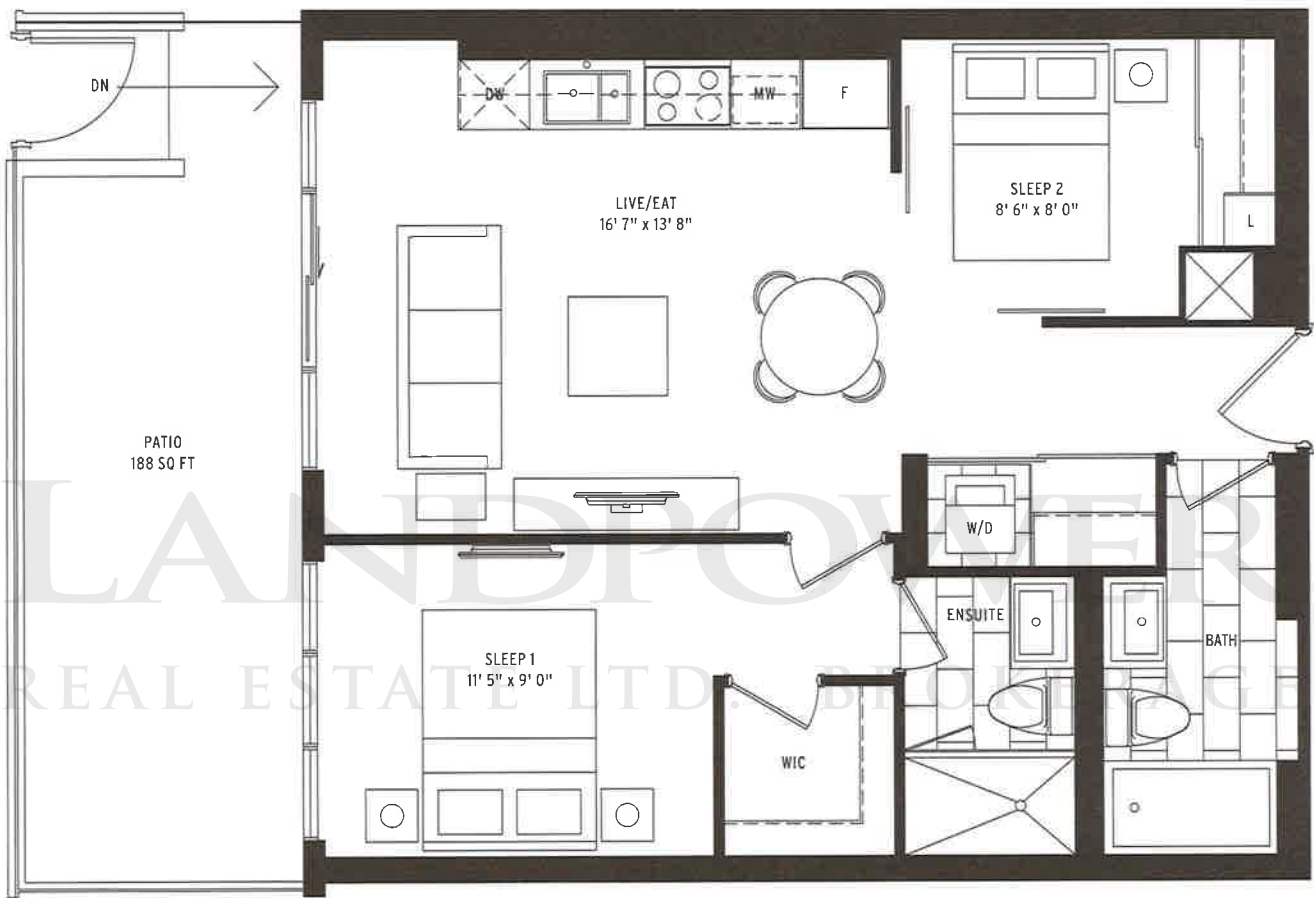 DN
DW
MW
F
SLEEP 2
8' 6" x 8' 0"
LIVE/EAT
16' 7" x 13' 8"
L
PATIO
188 SQ FT
LANDPOWER
REAL ESTATE LTD. BROKERAGE
W/D
ENSUITE
BATH
SLEEP 1
11' 5" x 9' 0"
WIC